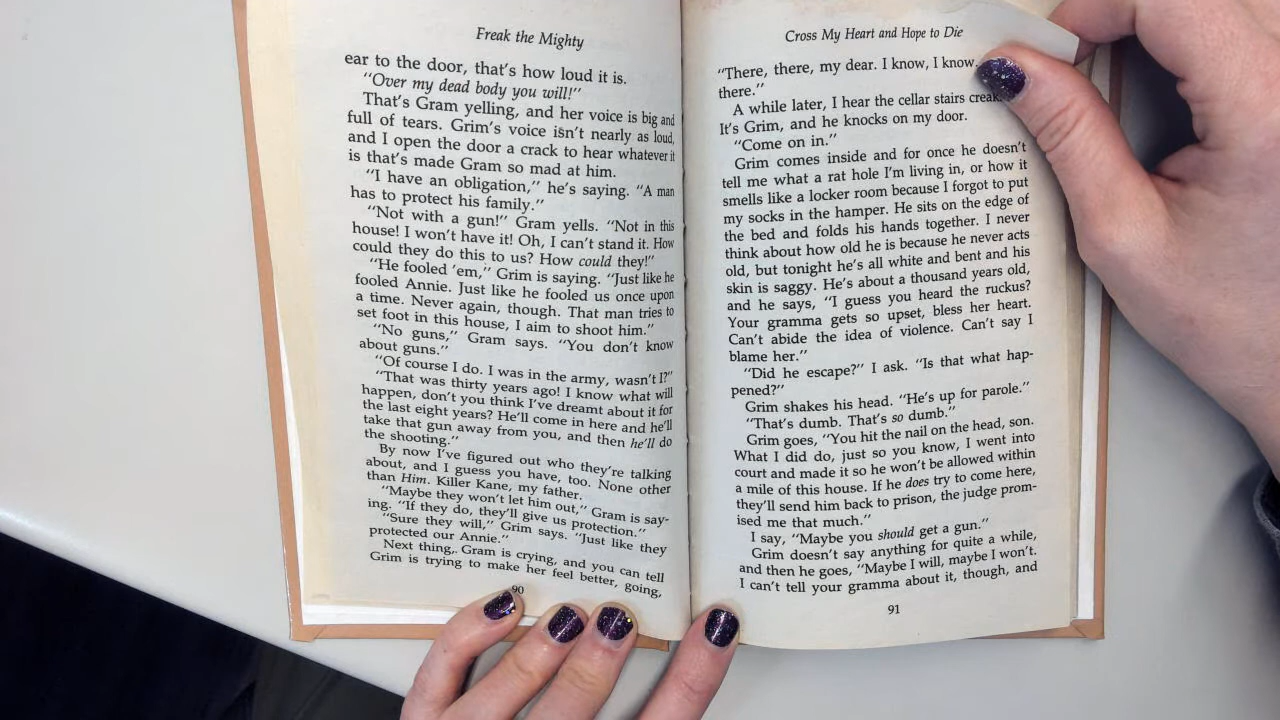 Freak the Mighty
ear to the door, that's how loud it is.
"Over my dead body you will!"
That's Gram yelling, and her voice is big and
full of tears. Grim's voice isn't nearly as loud,
and I open the door a crack to hear whatever it
is that's made Gram so mad at him.
"I have an obligation," he's saying. "A man
has to protect his family."
"Not with a gun!" Gram yells. "Not in this
house! I won't have it! Oh, I can't stand it. How
could they do this to us? How could they!"
"He fooled 'em," Grim is saying. "Just like he
fooled Annie. Just like he fooled us once upon
a time. Never again, though. That man tries to
set foot in this house, I aim to shoot him."
"No guns," Gram says. "You don't know
about guns."
"Of course I do. I was in the army, wasn't I?"
"That was thirty years ago! I know what will
happen, don't you think I've dreamt about it for
the last eight years? He'll come in here and he'll
take that gun away from you, and then he'll do
the shooting."
By now I've figured out who they're talking
about, and I guess you have, too. None other
than Him. Killer Kane, my father.
"Maybe they won't let him out," Gram is say-
ing. "If they do, they'll give us protection."
"Sure they will," Grim says. "Just like they
protected our Annie."
Next thing, Gram is crying, and you can tell
Grim is trying to make her feel better, going,
90
Cross My Heart and Hope to Die
"There, there, my dear. I know, I know.
there."
A while later, I hear the cellar stairs creak.
It's Grim, and he knocks on my door.
"Come on in."
Grim comes inside and for once he doesn't
tell me what a rat hole I'm living in, or how it
smells like a locker room because I forgot to put
my socks in the hamper. He sits on the edge of
the bed and folds his hands together. I never
think about how old he is because he never acts
old, but tonight he's all white and bent and his
skin is saggy. He's about a thousand years old,
and he says, "I guess you heard the ruckus?
Your gramma gets so upset, bless her heart.
Can't abide the idea of violence. Can't say I
blame her."
"Did he escape?" I ask. "Is that what hap-
pened?"
Grim shakes his head. "He's up for parole."
"That's dumb. That's so dumb."
Grim goes, "You hit the nail on the head, son.
What I did do, just so you know, I went into
court and made it so he won't be allowed within
a mile of this house. If he does try to come here,
they'll send him back to prison, the judge prom-
ised me that much."
I say, "Maybe you should get a gun."
Grim doesn't say anything for quite a while,
and then he goes, "Maybe I will, maybe I won't.
I can't tell your gramma about it, though, and
91